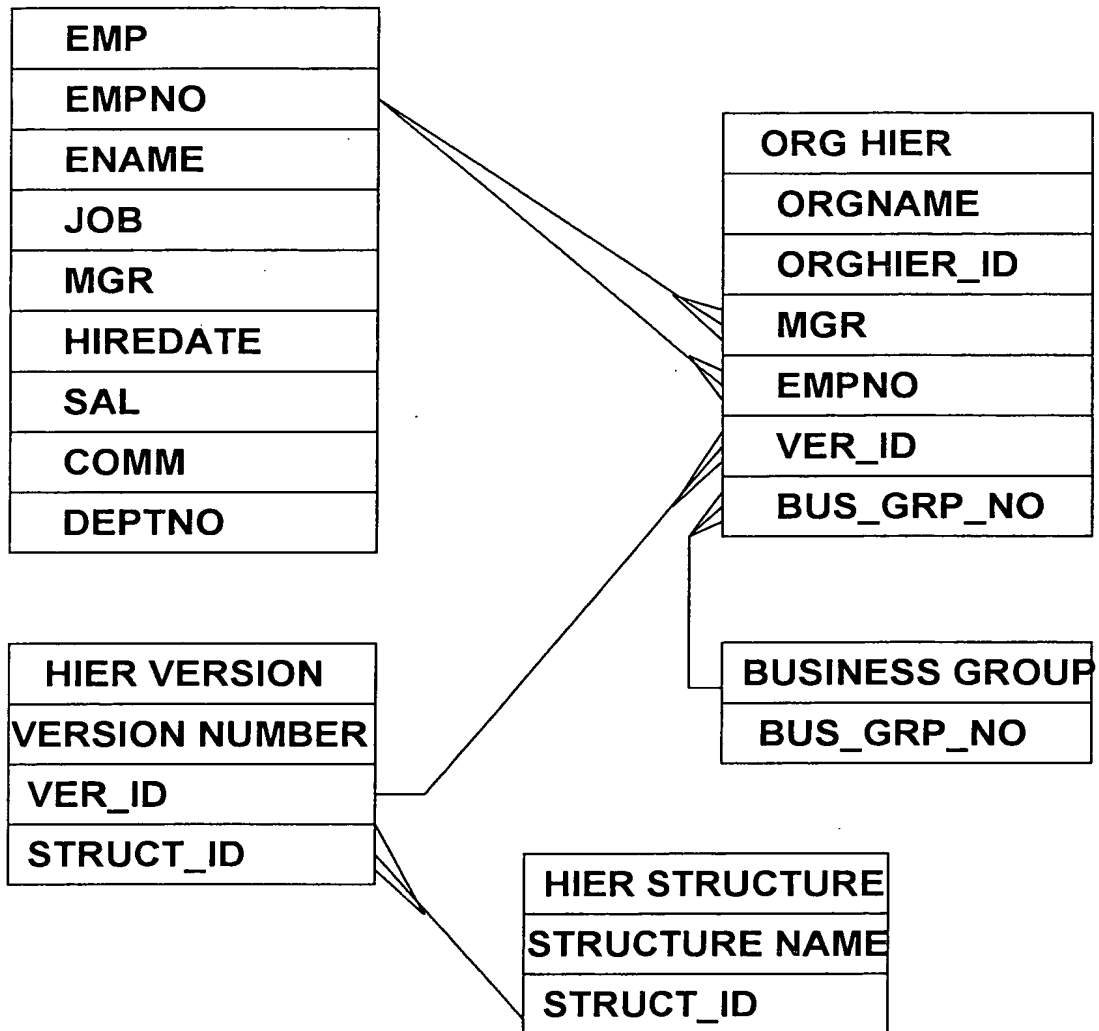 EMP
EMPNO
ENAME
JOB
MGR
HIREDATE
SAL
COMM
DEPTNO
ORG HIER
ORGNAME
ORGHIER_ID
MGR
EMPNO
VER_ID
BUS_GRP_NO
HIER VERSION
VERSION NUMBER
VER_ID
STRUCT_ID
BUSINESS GROUP
BUS_GRP_NO
HIER STRUCTURE
STRUCTURE NAME
STRUCT_ID